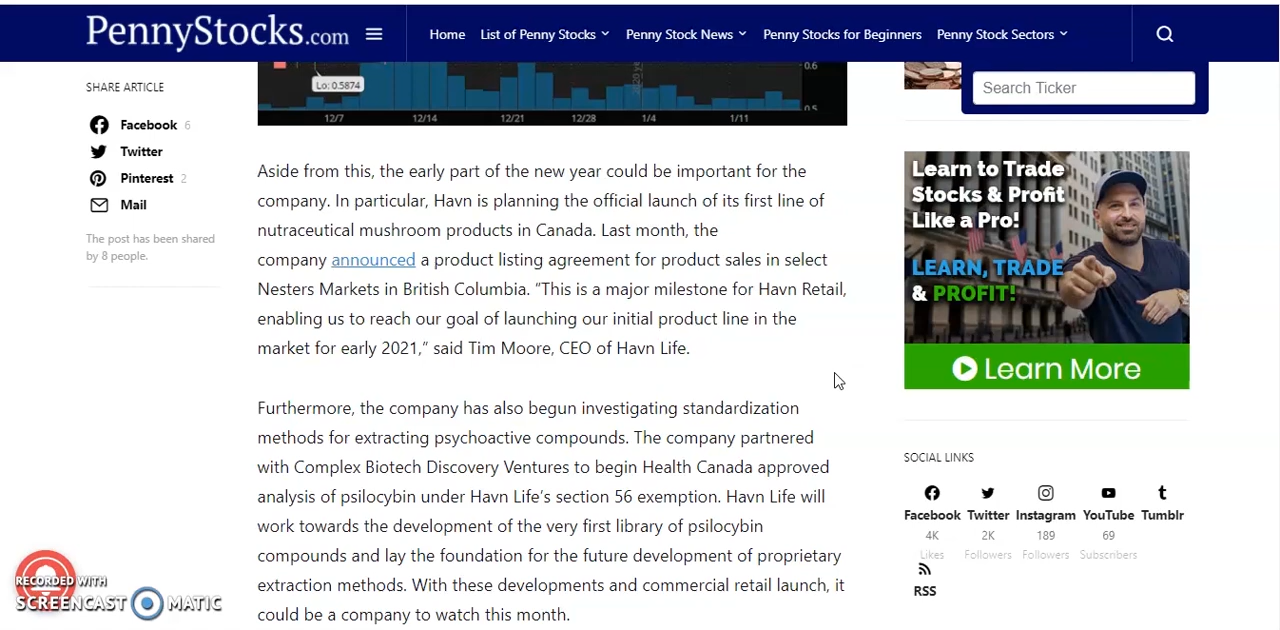 PennyStocks.com
Home List of Penny Stocks Penny Stock News Penny Stocks for Beginners Penny Stock Sectors
SHARE ARTICLE
Facebook 6
Twitter
Pinterest 2
Mail
The post has been shared
by 8 people.
Lo: 0.5874
2020 year
0.6
0.5
12/7 12/14 12/21 12/28 1/4 1/11
Aside from this, the early part of the new year could be important for the
company. In particular, Havn is planning the official launch of its first line of
nutraceutical mushroom products in Canada. Last month, the
company announced a product listing agreement for product sales in select
Nesters Markets in British Columbia. “This is a major milestone for Havn Retail,
enabling us to reach our goal of launching our initial product line in the
market for early 2021,” said Tim Moore, CEO of Havn Life.
Furthermore, the company has also begun investigating standardization
methods for extracting psychoactive compounds. The company partnered
with Complex Biotech Discovery Ventures to begin Health Canada approved
analysis of psilocybin under Havn Life’s section 56 exemption. Havn Life will
work towards the development of the very first library of psilocybin
compounds and lay the foundation for the future development of proprietary
extraction methods. With these developments and commercial retail launch, it
could be a company to watch this month.
Search Ticker
Learn to Trade
Stocks & Profit
Like a Pro!
LEARN, TRADE
& PROFIT!
Learn More
SOCIAL LINKS
Facebook Twitter Instagram YouTube Tumblr
4K 2K 189 69
Likes Followers Followers Subscribers
RSS
RECORDED WITH
SCREENCAST MATIC